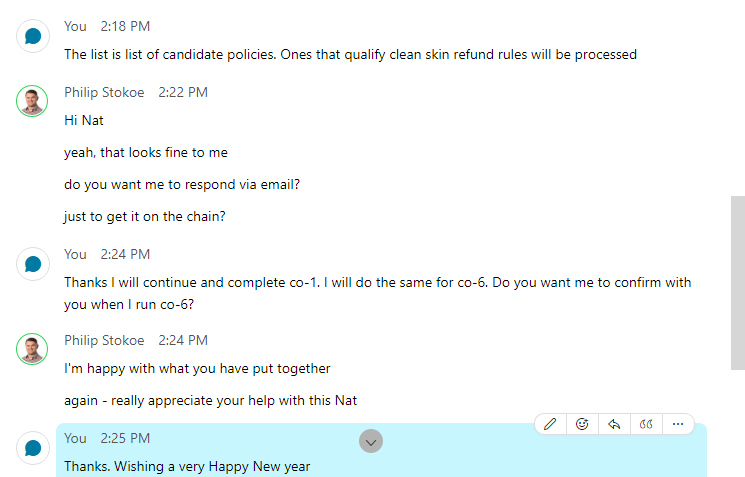 You 2:18 PM
The list is list of candidate policies. Ones that qualify clean skin refund rules will be processed
Philip Stokoe 2:22 PM
Hi Nat
yeah, that looks fine to me
do you want me to respond via email?
just to get it on the chain?
You 2:24 PM
Thanks I will continue and complete co-1. I will do the same for co-6. Do you want me to confirm with
you when I run co-6?
Philip Stokoe 2:24 PM
I'm happy with what you have put together
again - really appreciate your help with this Nat
You 2:25 PM
Thanks. Wishing a very Happy New year